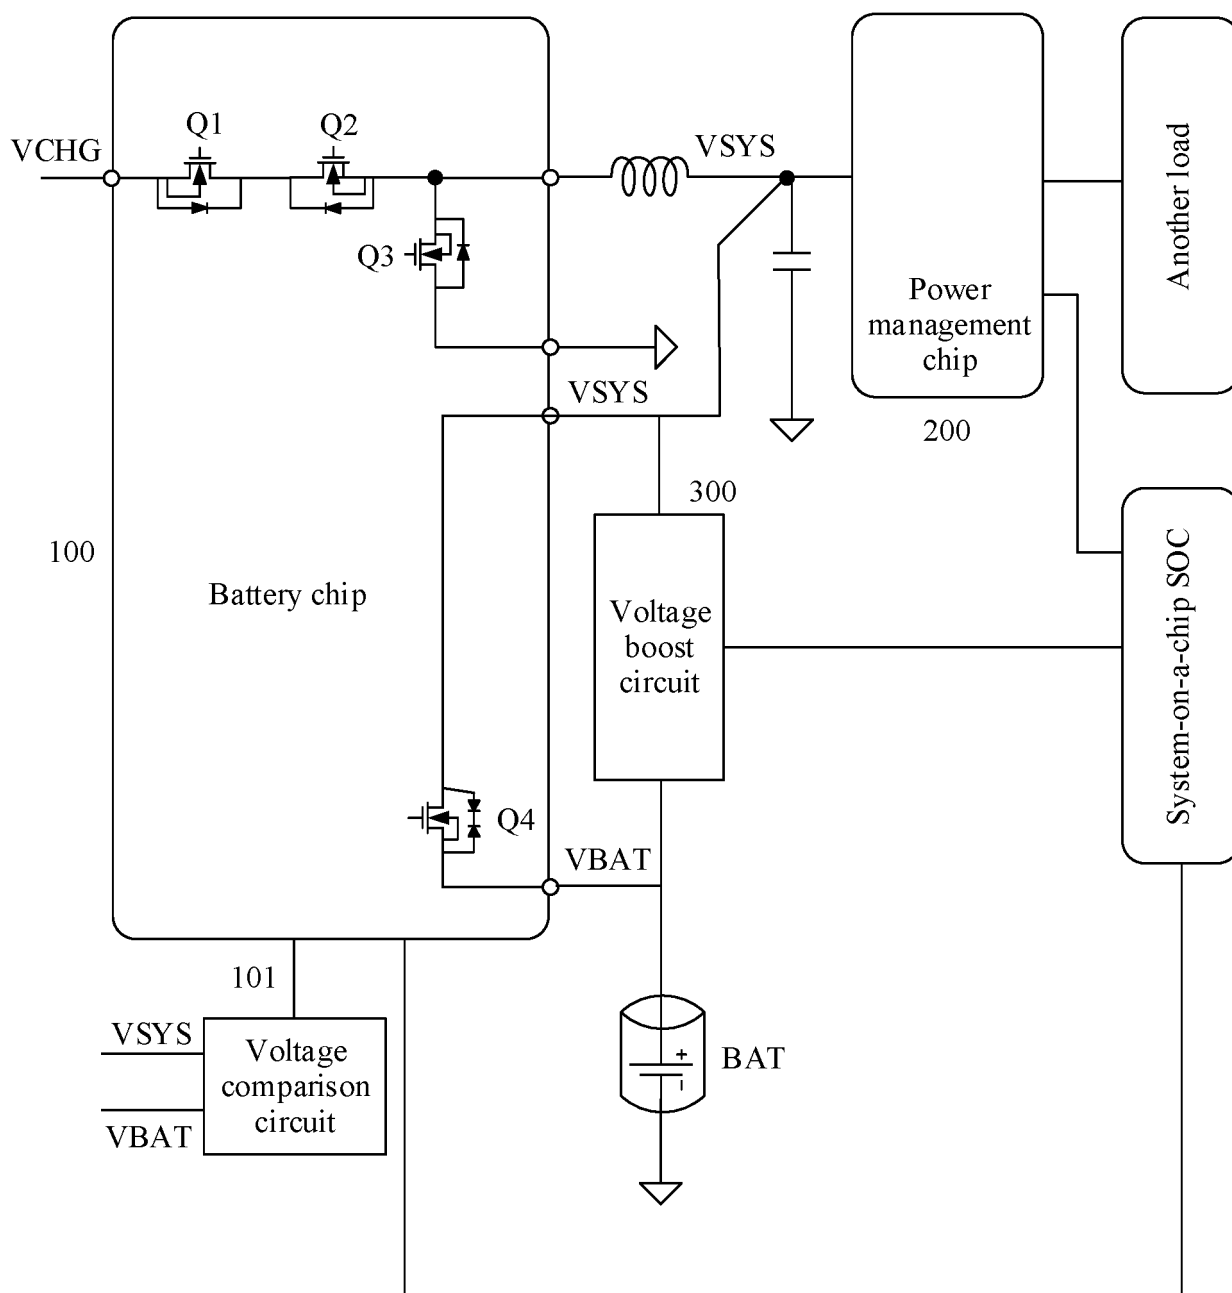 Q1
Q2
VCHG
VSYS
Q3
Another load
Power
management
chip
VSYS
200
300
100
Battery chip
Voltage
boost
circuit
System-on-a-chip SOC
Q4
VBAT
101
VSYS
VBAT
Voltage
comparison
circuit
+
BAT